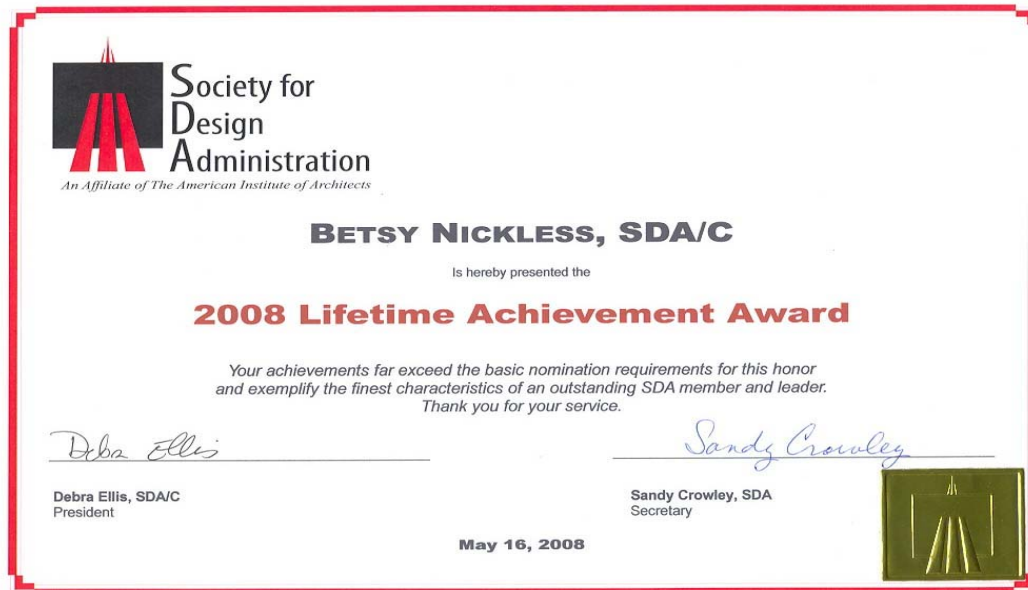 Society for
Design
Administration
An Affiliate of The American Institute of Architects
BETSY NICKLESS, SDA/C
Is hereby presented the
2008 Lifetime Achievement Award
Your achievements far exceed the basic nomination requirements for this honor
and exemplify the finest characteristics of an outstanding SDA member and leader.
Thank you for your service.
Debra Ellis
Sandy Crowley
Debra Ellis, SDA/C
President
Sandy Crowley, SDA
Secretary
May 16, 2008